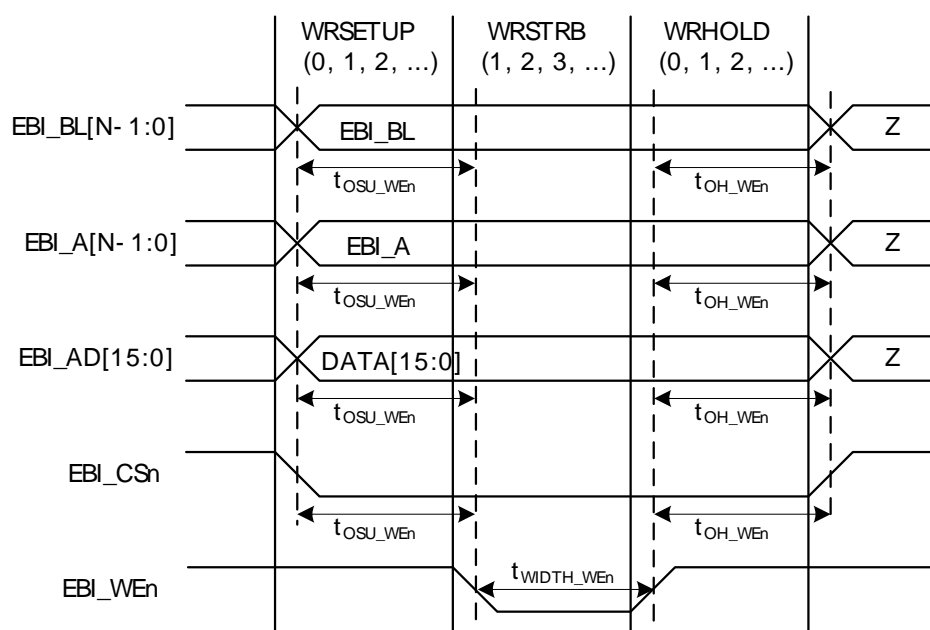 WRSETUP WRSTRB WRHOLD
(0, 1, 2, ...) (1, 2, 3, ...) (0, 1, 2, ...)
EBI_BL[N- 1:0] EBI_BL Z
tOSU_WEn tOH_WEn
EBI_A[N- 1:0] EBI_A Z
tOSU_WEn tOH_WEn
EBI_AD[15:0] DATA[15:0] Z
tOSU_WEn tOH_WEn
EBI_CSn
tOSU_WEn tOH_WEn
EBI_WEn tWIDTH_WEn